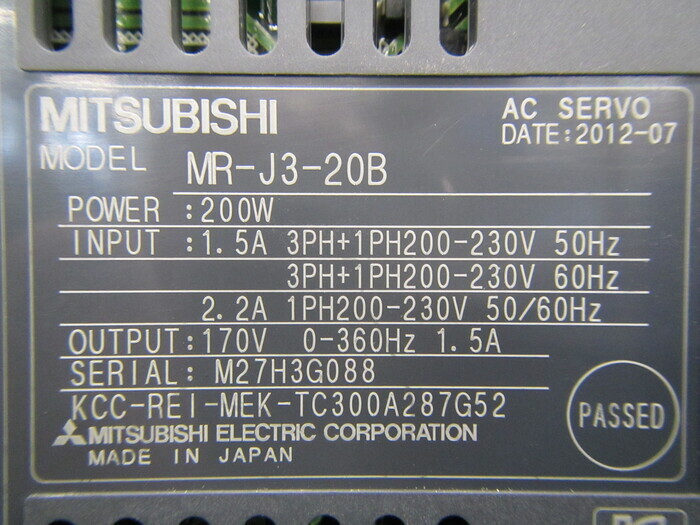 MITSUBISHI
AC SERVO
DATE:2012-07
MODEL MR-J3-20B
POWER :200W
INPUT :1.5A 3PH+1PH200-230V 50Hz
3PH+1PH200-230V 60Hz
2.2A 1PH200-230V 50/60Hz
OUTPUT:170V 0-360Hz 1.5A
SERIAL: M27H3G088
KCC-REI-MEK-TC300A287G52
PASSED
MITSUBISHI ELECTRIC CORPORATION
MADE IN JAPAN